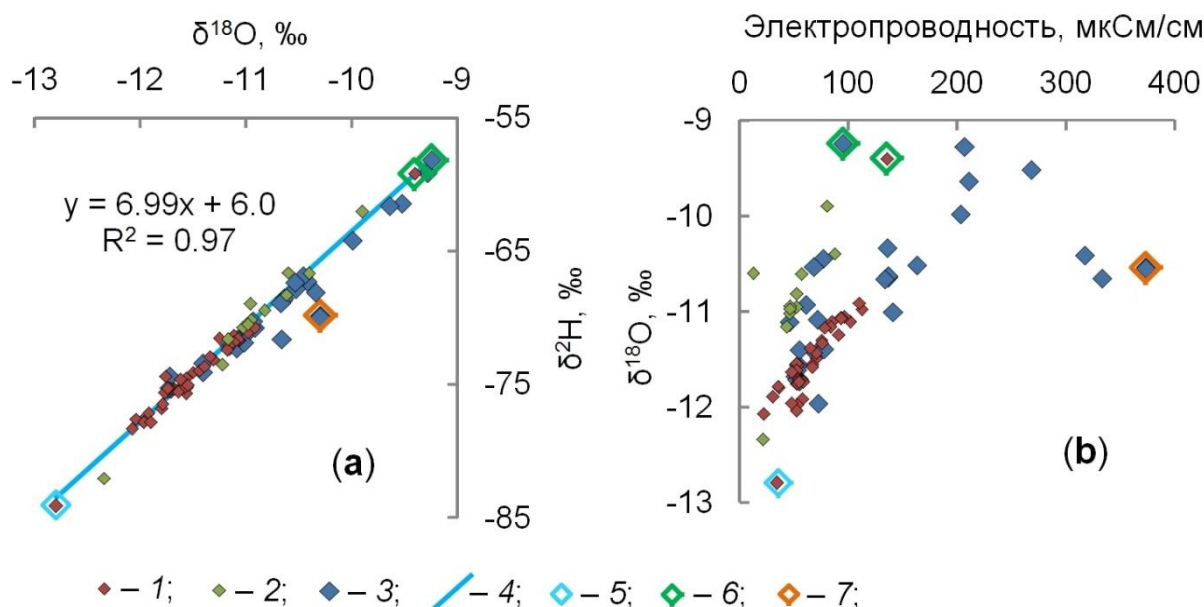 δ¹⁸O, ‰
-13 -12 -11 -10 -9
-55
-65
-75
-85
δ²H, ‰
y = 6.99x + 6.0
R² = 0.97
(a)
Электропроводность, мкСм/см
0 100 200 300 400
-9
-10
-11
-12
-13
δ¹⁸O, ‰
(b)
– 1; – 2; – 3; – 4; – 5; – 6; – 7;